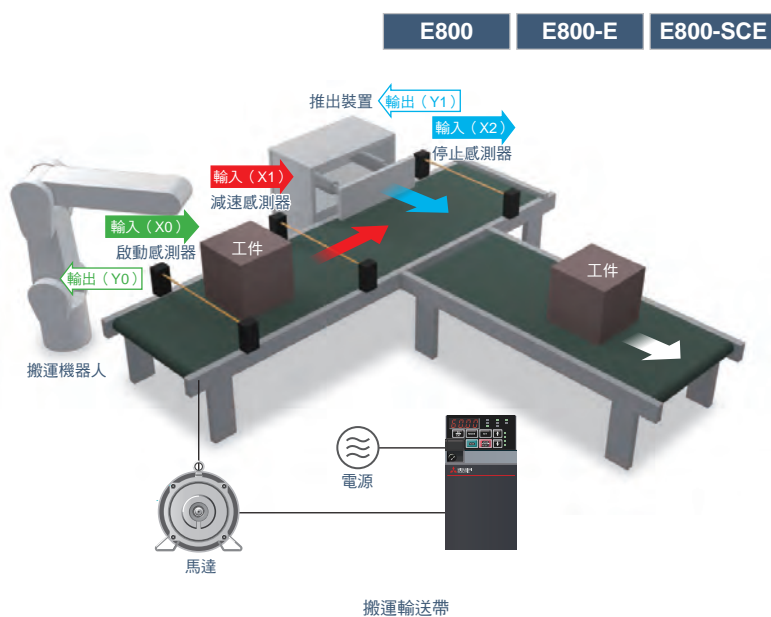 E800
E800-E
E800-SCE
推出裝置
輸出（Y1）
輸入（X2）
停止感測器
輸入（X1）
減速感測器
輸入（X0）
啟動感測器
工件
工件
輸出（Y0）
搬運機器人
電源
馬達
搬運輸送帶